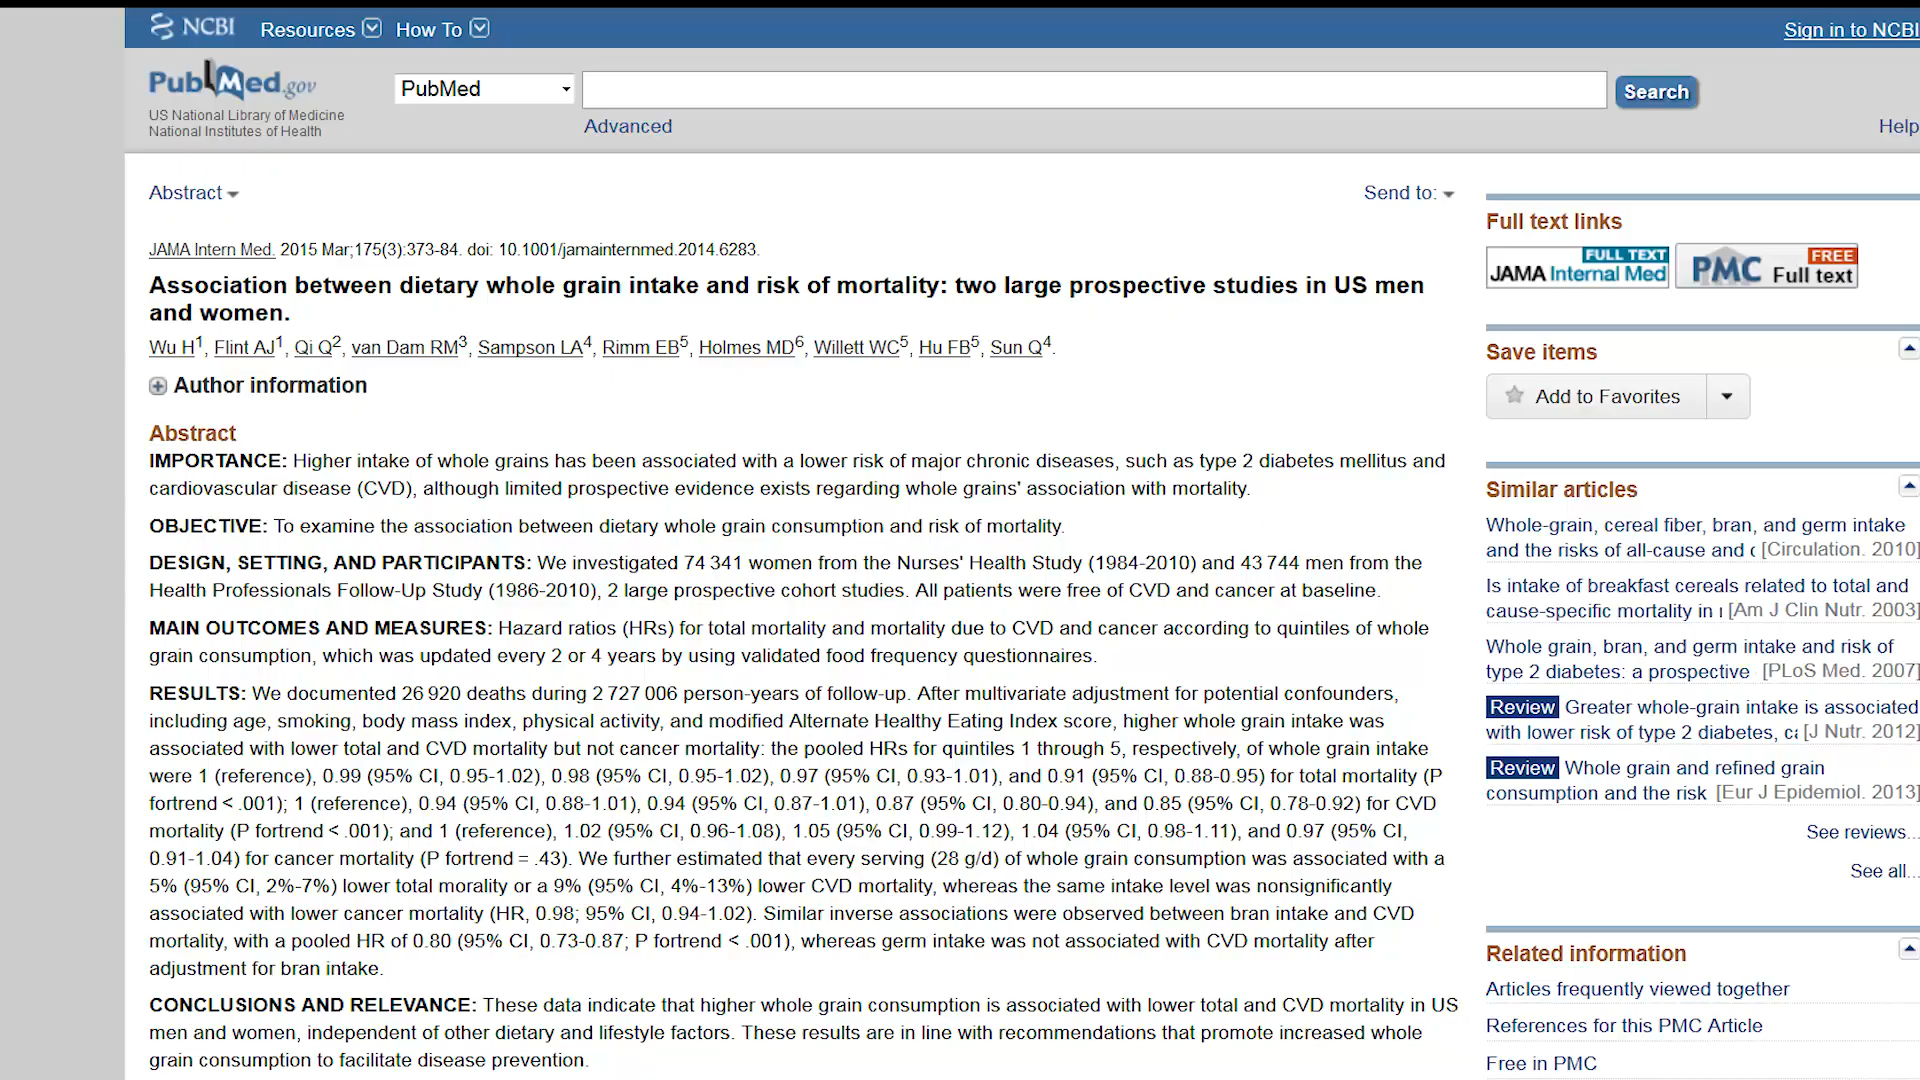 NCBI Resources How To Sign in to NCBI
PubMed.gov
US National Library of Medicine
National Institutes of Health
PubMed
Search
Advanced
Help
Abstract
Send to:
JAMA Intern Med. 2015 Mar;175(3):373-84. doi: 10.1001/jamainternmed.2014.6283.
Association between dietary whole grain intake and risk of mortality: two large prospective studies in US men
and women.
Wu H1, Flint AJ1, Qi Q2, van Dam RM3, Sampson LA4, Rimm EB5, Holmes MD6, Willett WC5, Hu FB5, Sun Q4.
Author information
Abstract
IMPORTANCE: Higher intake of whole grains has been associated with a lower risk of major chronic diseases, such as type 2 diabetes mellitus and
cardiovascular disease (CVD), although limited prospective evidence exists regarding whole grains' association with mortality.
OBJECTIVE: To examine the association between dietary whole grain consumption and risk of mortality.
DESIGN, SETTING, AND PARTICIPANTS: We investigated 74 341 women from the Nurses' Health Study (1984-2010) and 43 744 men from the
Health Professionals Follow-Up Study (1986-2010), 2 large prospective cohort studies. All patients were free of CVD and cancer at baseline.
MAIN OUTCOMES AND MEASURES: Hazard ratios (HRs) for total mortality and mortality due to CVD and cancer according to quintiles of whole
grain consumption, which was updated every 2 or 4 years by using validated food frequency questionnaires.
RESULTS: We documented 26 920 deaths during 2 727 006 person-years of follow-up. After multivariate adjustment for potential confounders,
including age, smoking, body mass index, physical activity, and modified Alternate Healthy Eating Index score, higher whole grain intake was
associated with lower total and CVD mortality but not cancer mortality: the pooled HRs for quintiles 1 through 5, respectively, of whole grain intake
were 1 (reference), 0.99 (95% CI, 0.95-1.02), 0.98 (95% CI, 0.95-1.02), 0.97 (95% CI, 0.93-1.01), and 0.91 (95% CI, 0.88-0.95) for total mortality (P
fortrend < .001); 1 (reference), 0.94 (95% CI, 0.88-1.01), 0.94 (95% CI, 0.87-1.01), 0.87 (95% CI, 0.80-0.94), and 0.85 (95% CI, 0.78-0.92) for CVD
mortality (P fortrend < .001); and 1 (reference), 1.02 (95% CI, 0.96-1.08), 1.05 (95% CI, 0.99-1.12), 1.04 (95% CI, 0.98-1.11), and 0.97 (95% CI,
0.91-1.04) for cancer mortality (P fortrend = .43). We further estimated that every serving (28 g/d) of whole grain consumption was associated with a
5% (95% CI, 2%-7%) lower total morality or a 9% (95% CI, 4%-13%) lower CVD mortality, whereas the same intake level was nonsignificantly
associated with lower cancer mortality (HR, 0.98; 95% CI, 0.94-1.02). Similar inverse associations were observed between bran intake and CVD
mortality, with a pooled HR of 0.80 (95% CI, 0.73-0.87; P fortrend < .001), whereas germ intake was not associated with CVD mortality after
adjustment for bran intake.
CONCLUSIONS AND RELEVANCE: These data indicate that higher whole grain consumption is associated with lower total and CVD mortality in US
men and women, independent of other dietary and lifestyle factors. These results are in line with recommendations that promote increased whole
grain consumption to facilitate disease prevention.
Full text links
FULL TEXT
JAMA Internal Med
FREE
PMC Full text
Save items
Add to Favorites
Similar articles
Whole-grain, cereal fiber, bran, and germ intake
and the risks of all-cause and c [Circulation. 2010]
Is intake of breakfast cereals related to total and
cause-specific mortality in [Am J Clin Nutr. 2003]
Whole grain, bran, and germ intake and risk of
type 2 diabetes: a prospective [PLoS Med. 2007]
Review Greater whole-grain intake is associated
with lower risk of type 2 diabetes, ca [J Nutr. 2012]
Review Whole grain and refined grain
consumption and the risk [Eur J Epidemiol. 2013]
See reviews...
See all...
Related information
Articles frequently viewed together
References for this PMC Article
Free in PMC